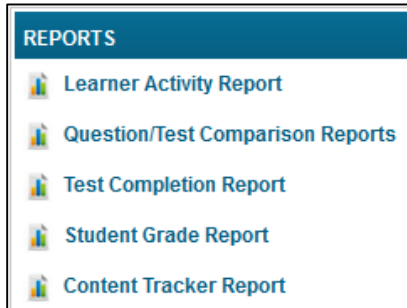 REPORTS
Learner Activity Report
Question/Test Comparison Reports
Test Completion Report
Student Grade Report
Content Tracker Report